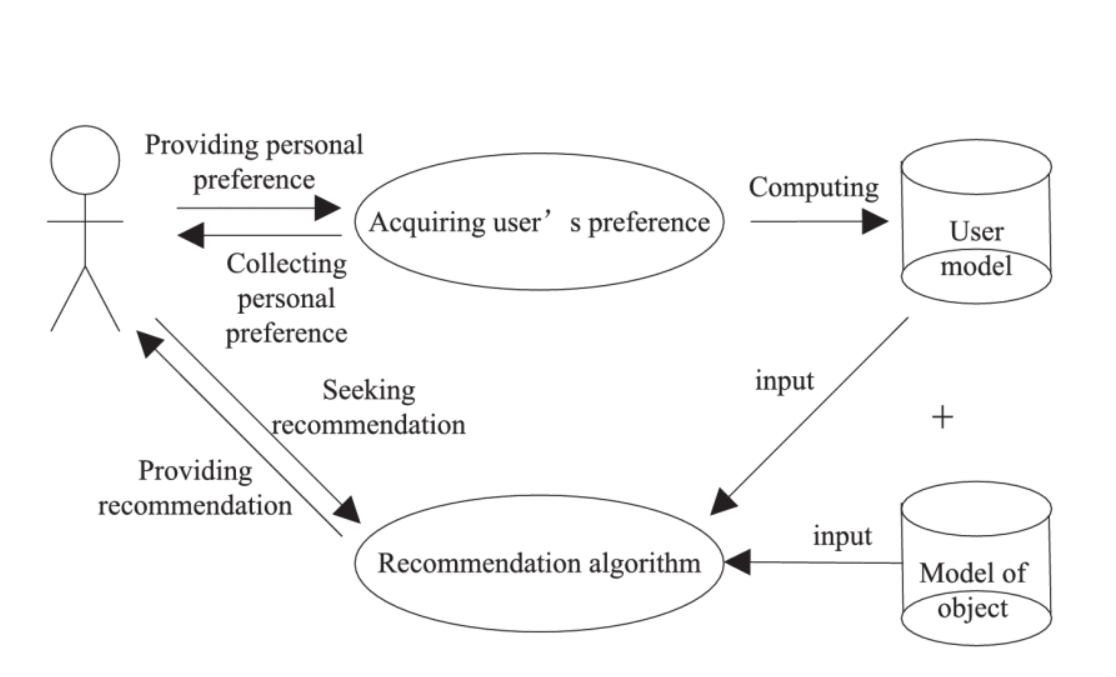 Providing personal
preference
Acquiring user’ s preference
Computing
User
model
Collecting
personal
preference
Seeking
recommendation
input
+
Providing
recommendation
Recommendation algorithm
input
Model of
object